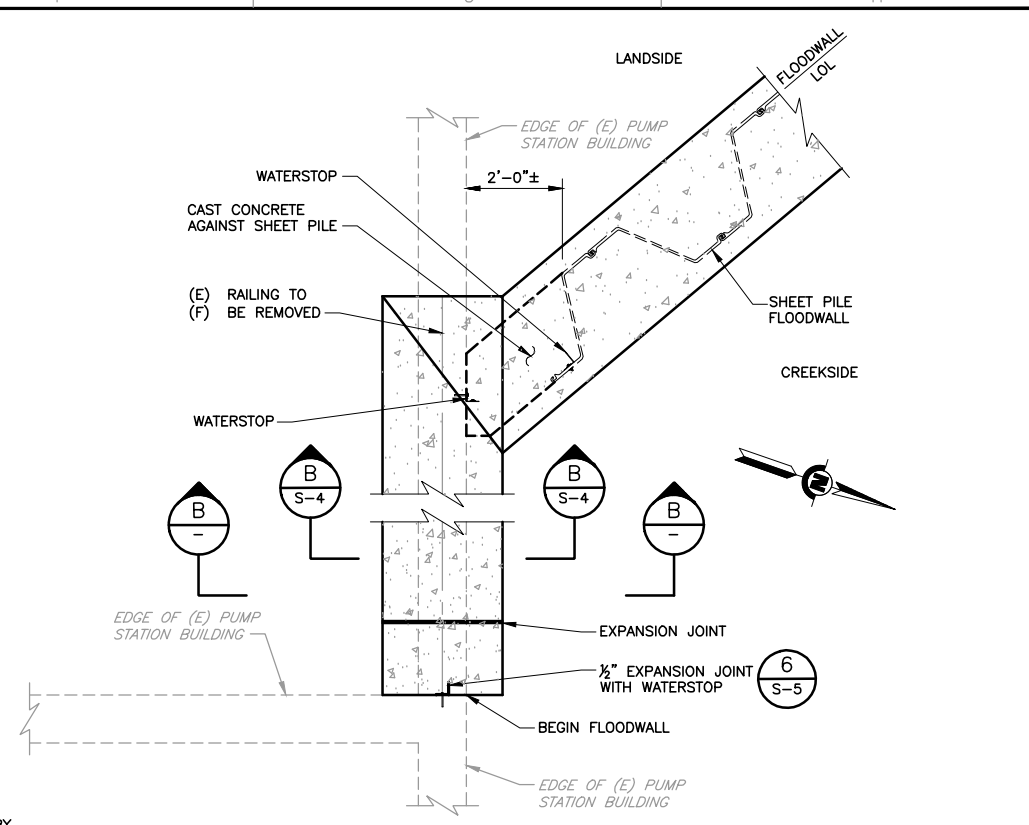 LANDSIDE
FLOODWALL
LOL
EDGE OF (E) PUMP
STATION BUILDING
WATERSTOP
2'-0"±
CAST CONCRETE
AGAINST SHEET PILE
(E) RAILING TO
(F) BE REMOVED
SHEET PILE
FLOODWALL
CREEKSIDE
WATERSTOP
B
S-4
B
S-4
B
-
B
-
N
EDGE OF (E) PUMP
STATION BUILDING
EXPANSION JOINT
½" EXPANSION JOINT
WITH WATERSTOP
6
S-5
BEGIN FLOODWALL
EDGE OF (E) PUMP
STATION BUILDING